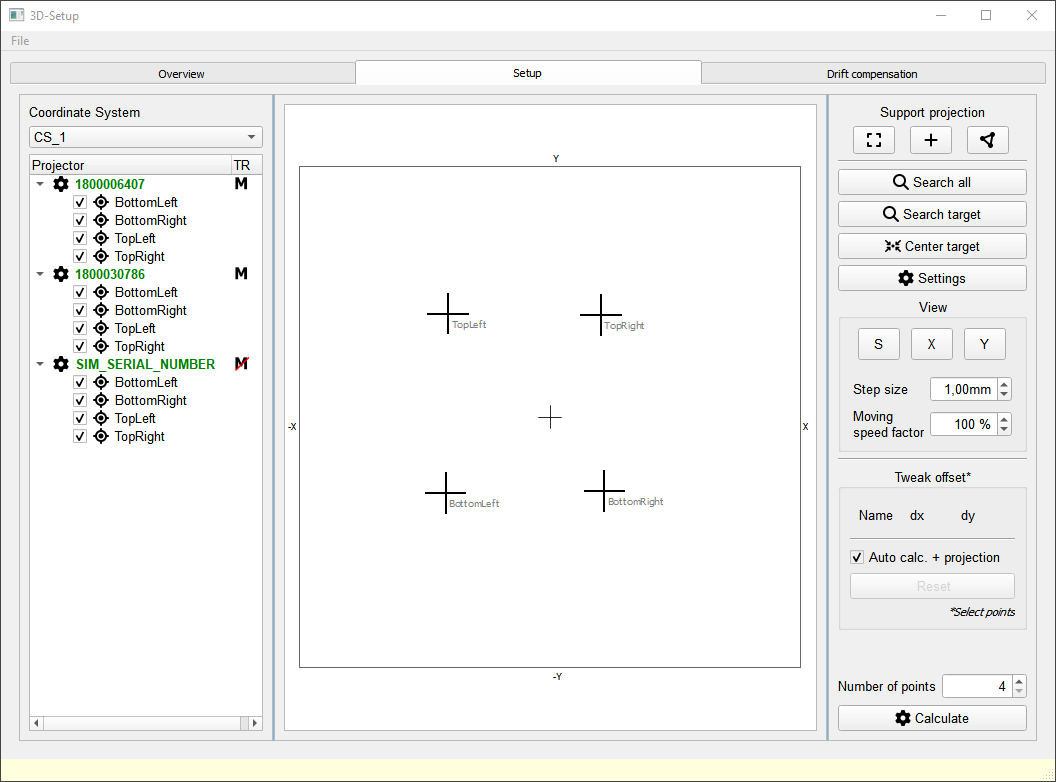 3D-Setup
File
Overview
Setup
Drift compensation
Coordinate System
CS_1
Projector TR
1800006407 M
BottomLeft
BottomRight
TopLeft
TopRight
1800030786 M
BottomLeft
BottomRight
TopLeft
TopRight
SIM_SERIAL_NUMBER M
BottomLeft
BottomRight
TopLeft
TopRight
Y
TopLeft
TopRight
-X
X
BottomLeft
BottomRight
-Y
Support projection
Search all
Search target
Center target
Settings
View
S X Y
Step size 1,00mm
Moving
speed factor 100 %
Tweak offset*
Name dx dy
Auto calc. + projection
Reset
*Select points
Number of points 4
Calculate